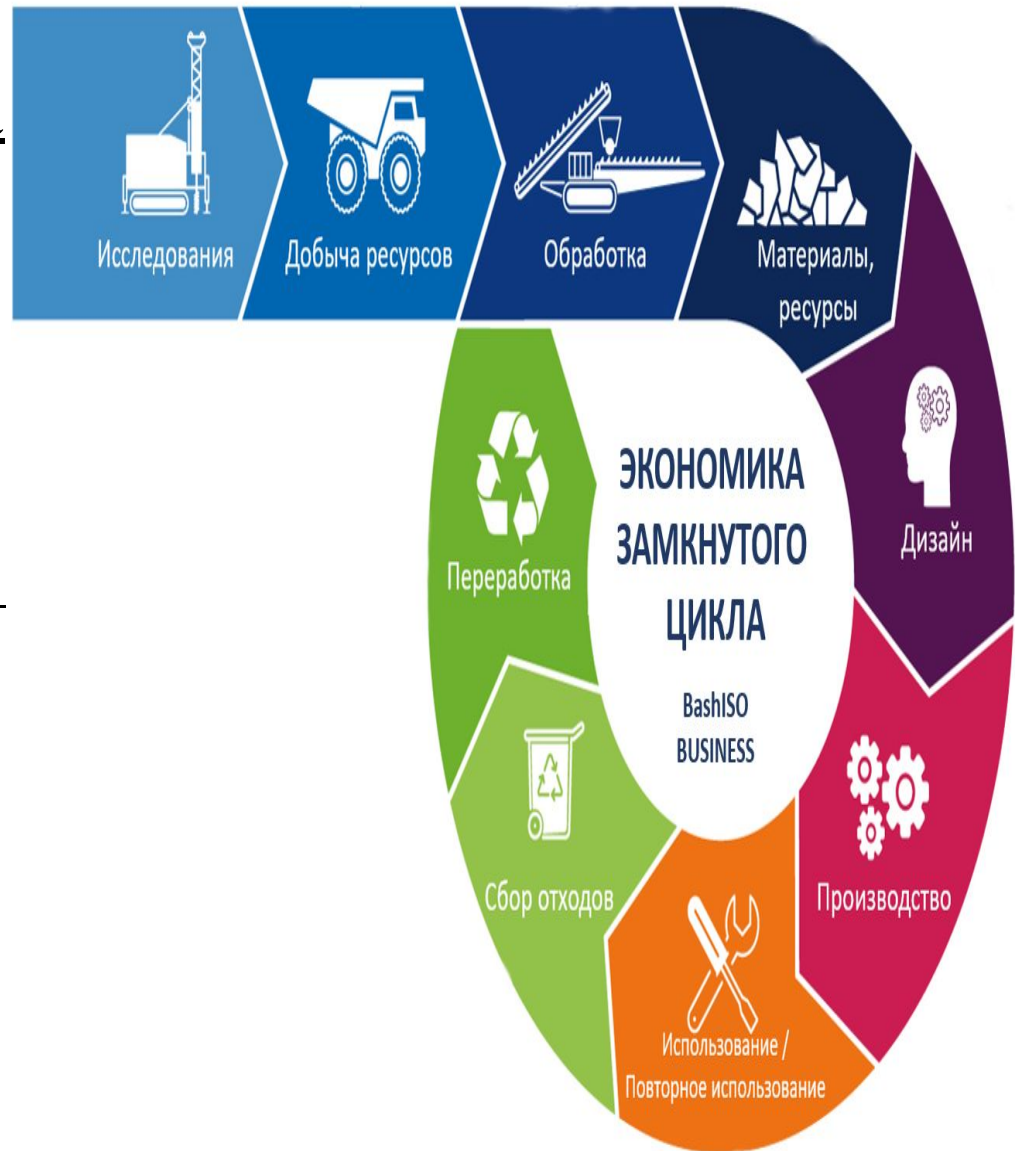 Исследования
Добыча ресурсов
Обработка
Материалы,
ресурсы
Дизайн
Производство
Использование /
Повторное использование
Сбор отходов
Переработка
ЭКОНОМИКА
ЗАМКНУТОГО
ЦИКЛА
BashISO
BUSINESS